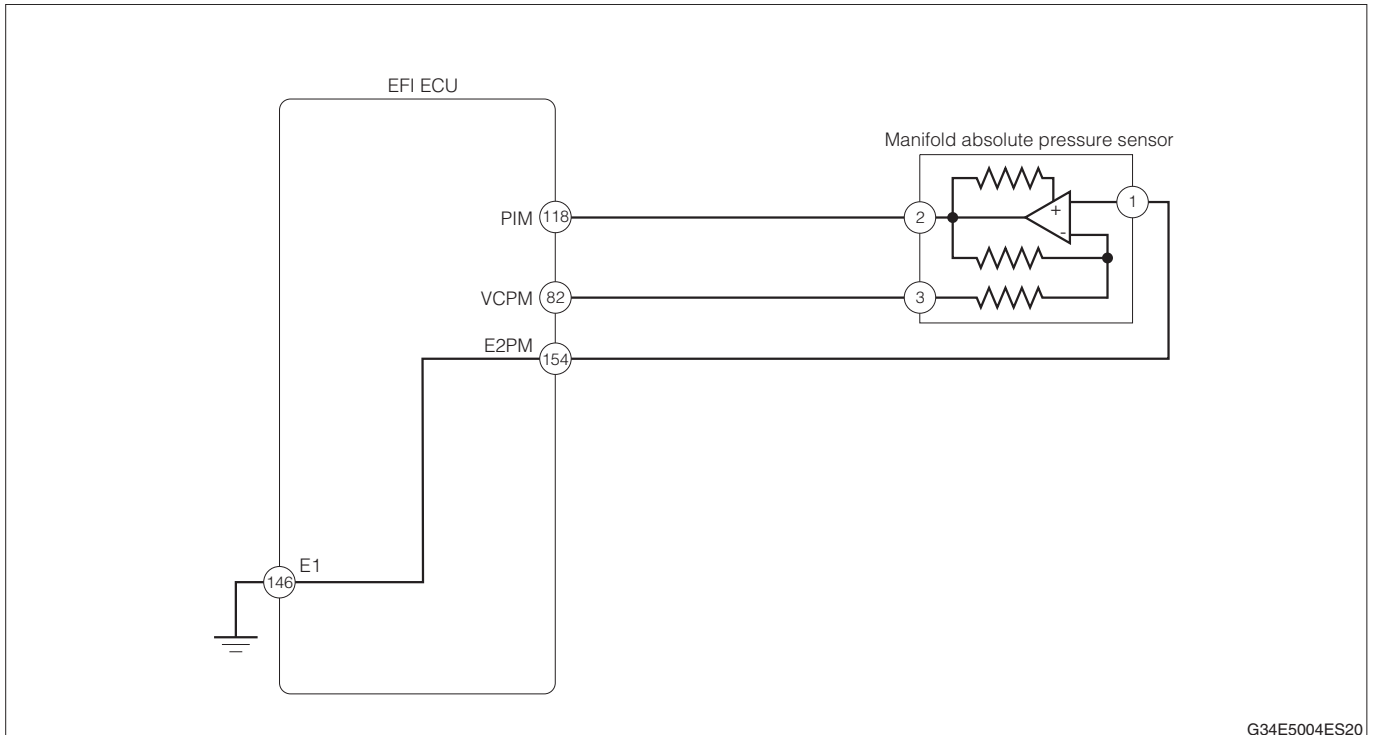 EFI ECU
Manifold absolute pressure sensor
PIM 118
2
+
-
1
VCPM 82
3
E2PM
154
E1
146
G34E5004ES20